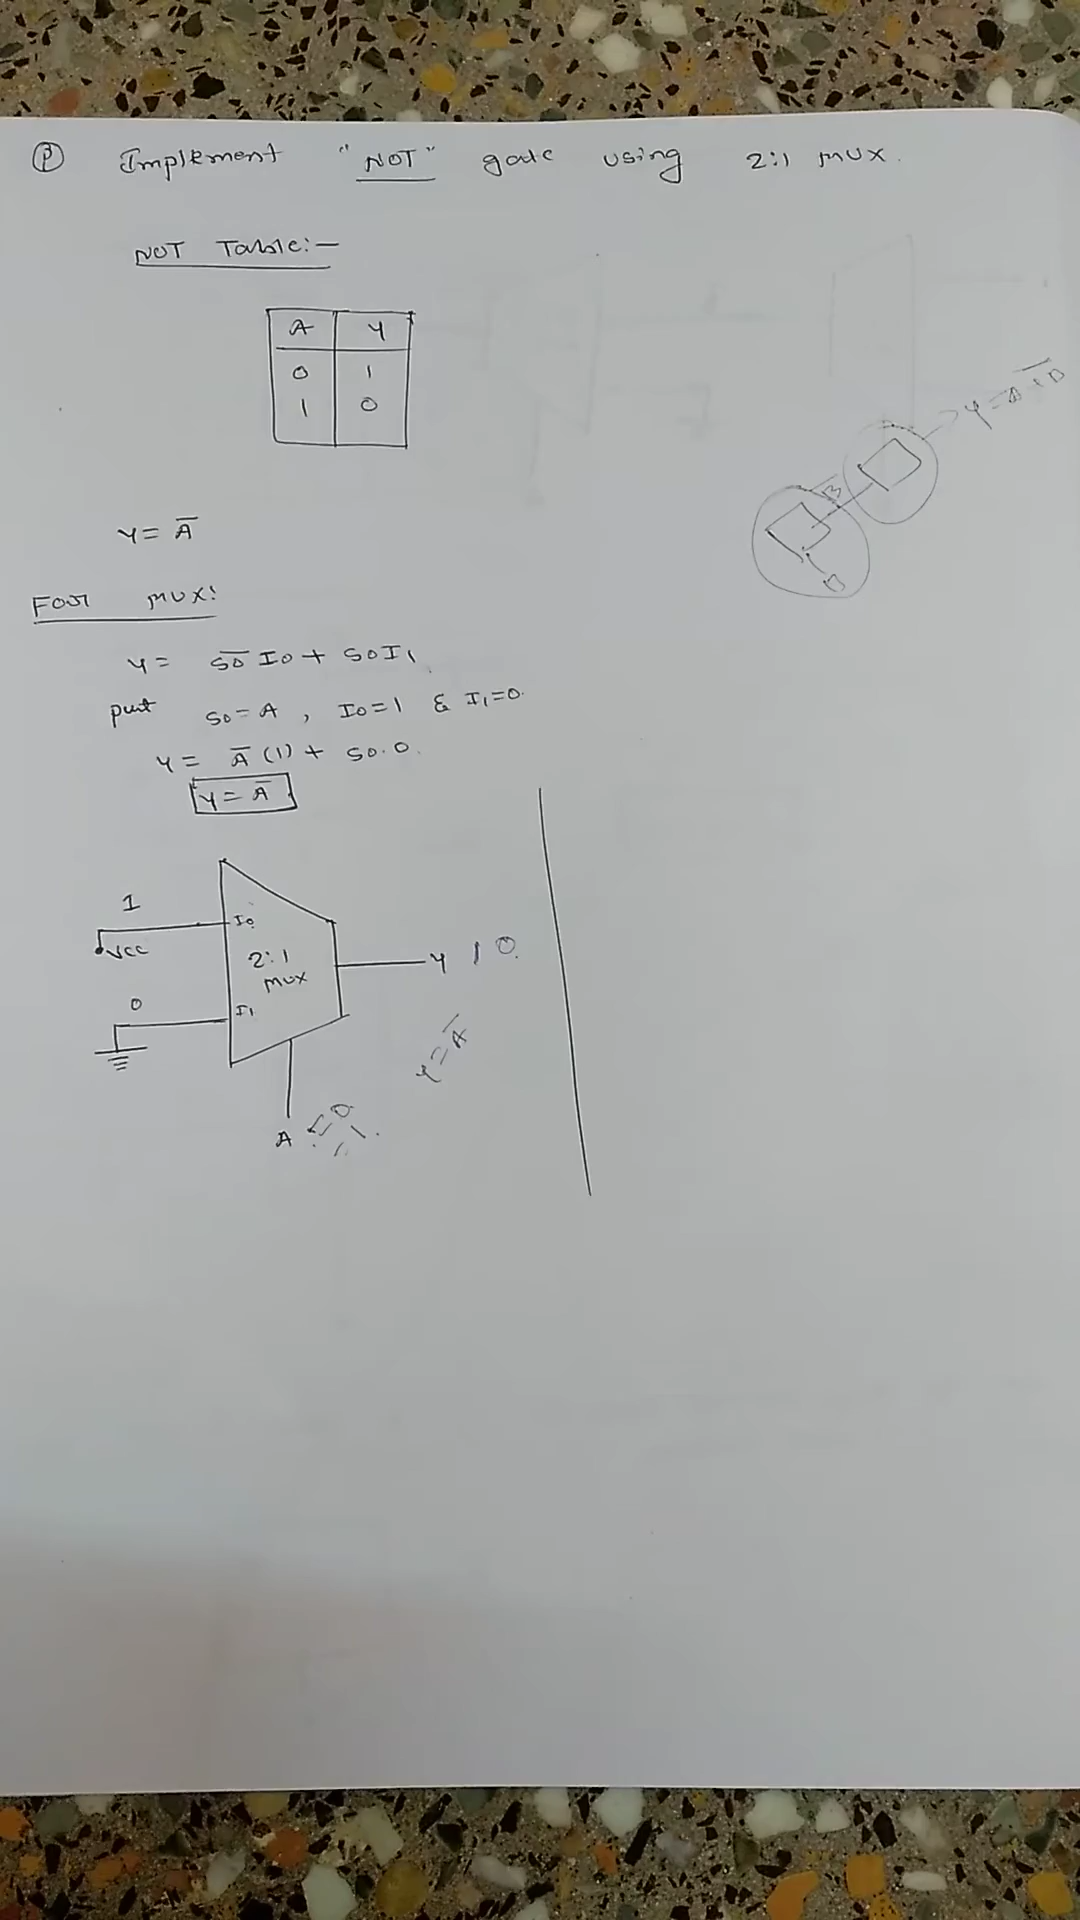 P Implement "NOT" gate using 2:1 MUX.
NOT Table:-
A Y
0 1
1 0
Y = A̅
For MUX:
Y = S̅0̅ I0 + S0 I1
put S0 = A , I0 = 1 & I1 = 0.
Y = A̅ (1) + S0.0.
Y = A̅
1
I0
VCC
2:1
MUX
Y 1 0
0
I1
Y = A̅
A = 0
1
B